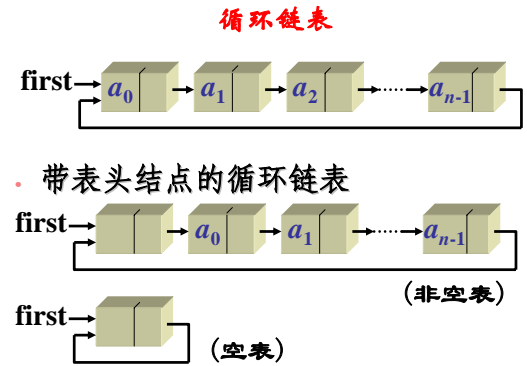 循环链表
first a0 a1 a2 ...... an-1
. 带表头结点的循环链表
first a0 a1 ...... an-1
(非空表)
first (空表)